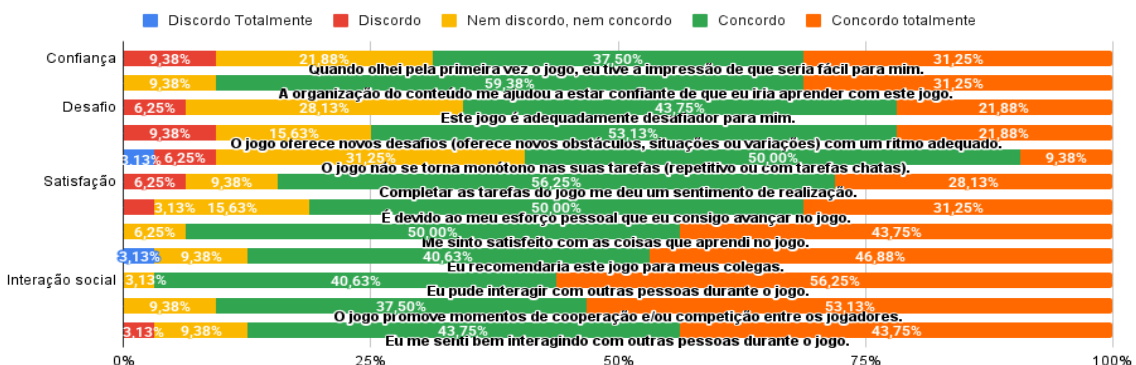 Discordo Totalmente Discordo Nem discordo, nem concordo Concordo Concordo totalmente
Confiança 9,38% 21,88% 37,50% 31,25%
Quando olhei pela primeira vez o jogo, eu tive a impressão de que seria fácil para mim.
9,38% 59,38% 31,25%
A organização do conteúdo me ajudou a estar confiante de que eu iria aprender com este jogo.
Desafio 6,25% 28,13% 43,75% 21,88%
Este jogo é adequadamente desafiador para mim.
9,38% 15,63% 53,13% 21,88%
O jogo oferece novos desafios (oferece novos obstáculos, situações ou variações) com um ritmo adequado.
3,13% 6,25% 31,25% 50,00% 9,38%
O jogo não se torna monótono nas suas tarefas (repetitivo ou com tarefas chatas).
Satisfação 6,25% 9,38% 56,25% 28,13%
Completar as tarefas do jogo me deu um sentimento de realização.
3,13% 15,63% 50,00% 31,25%
É devido ao meu esforço pessoal que eu consigo avançar no jogo.
6,25% 50,00% 43,75%
Me sinto satisfeito com as coisas que aprendi no jogo.
3,13% 9,38% 40,63% 46,88%
Eu recomendaria este jogo para meus colegas.
Interação social 3,13% 40,63% 56,25%
Eu pude interagir com outras pessoas durante o jogo.
9,38% 37,50% 53,13%
O jogo promove momentos de cooperação e/ou competição entre os jogadores.
3,13% 9,38% 43,75% 43,75%
Eu me senti bem interagindo com outras pessoas durante o jogo.
0% 25% 50% 75% 100%